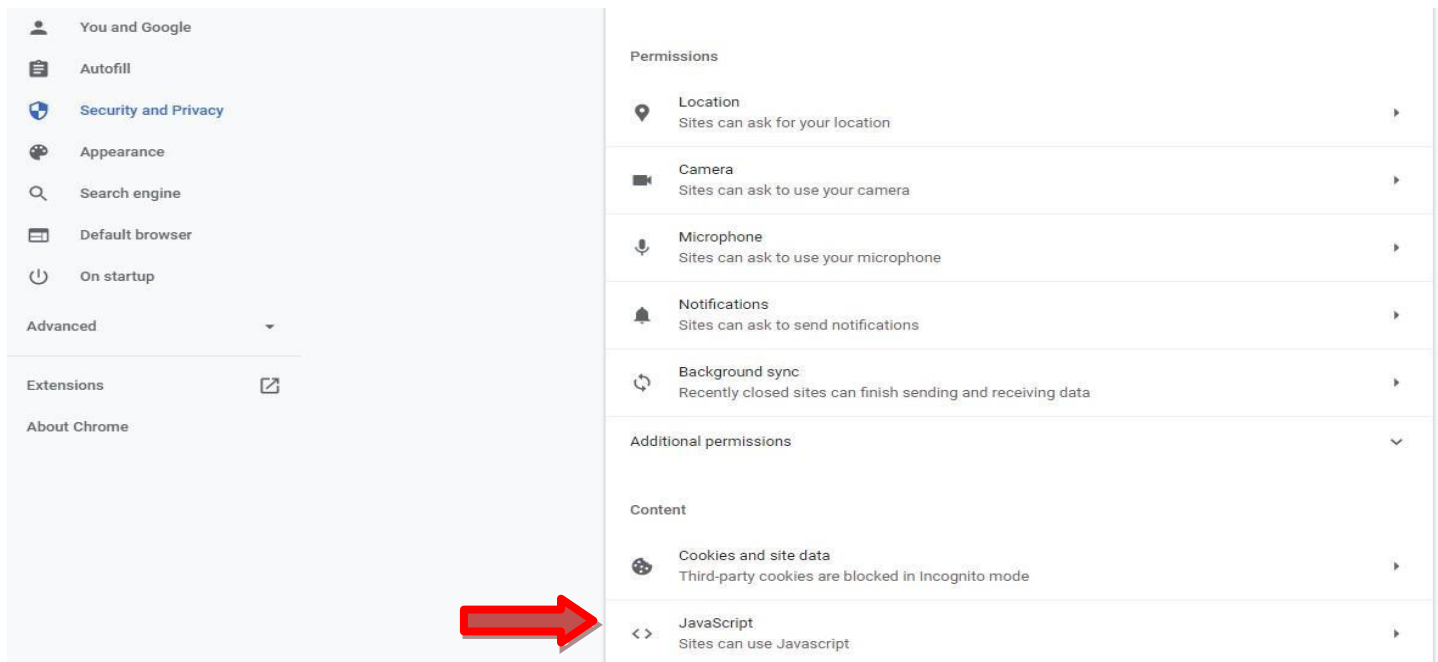 You and Google
Autofill
Security and Privacy
Appearance
Search engine
Default browser
On startup
Advanced
Extensions
About Chrome
Permissions
Location
Sites can ask for your location
Camera
Sites can ask to use your camera
Microphone
Sites can ask to use your microphone
Notifications
Sites can ask to send notifications
Background sync
Recently closed sites can finish sending and receiving data
Additional permissions
Content
Cookies and site data
Third-party cookies are blocked in Incognito mode
JavaScript
Sites can use Javascript